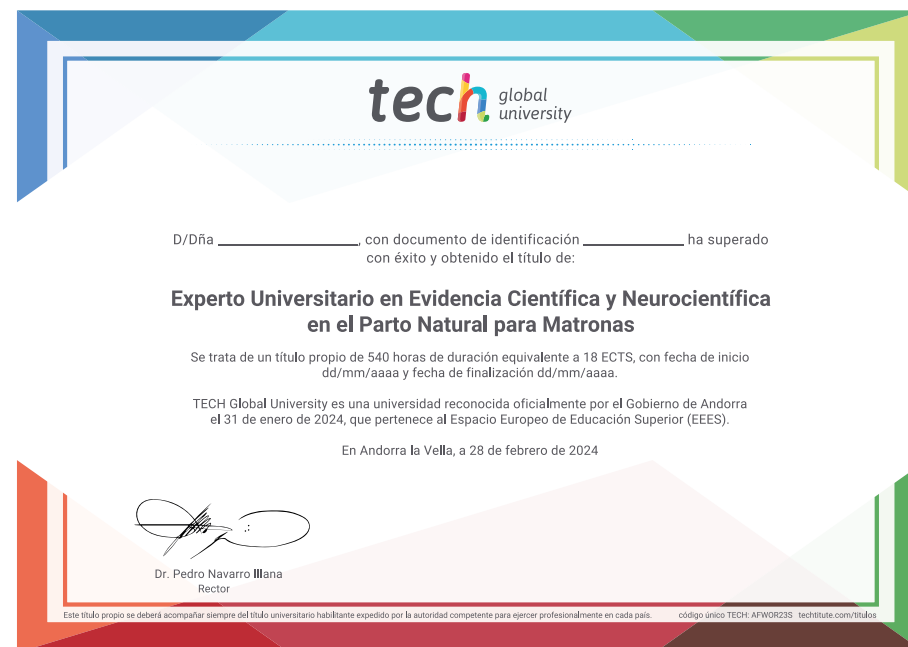 tech global university
D/Dña ______________, con documento de identificación ______________ ha superado
con éxito y obtenido el título de:
Experto Universitario en Evidencia Científica y Neurocientífica
en el Parto Natural para Matronas
Se trata de un título propio de 540 horas de duración equivalente a 18 ECTS, con fecha de inicio
dd/mm/aaaa y fecha de finalización dd/mm/aaaa.
TECH Global University es una universidad reconocida oficialmente por el Gobierno de Andorra
el 31 de enero de 2024, que pertenece al Espacio Europeo de Educación Superior (EEES).
En Andorra la Vella, a 28 de febrero de 2024
Dr. Pedro Navarro Illana
Rector
Este título propio se deberá acompañar siempre del título universitario habilitante expedido por la autoridad competente para ejercer profesionalmente en cada país. código único TECH: AFWOR23S techtitute.com/titulos